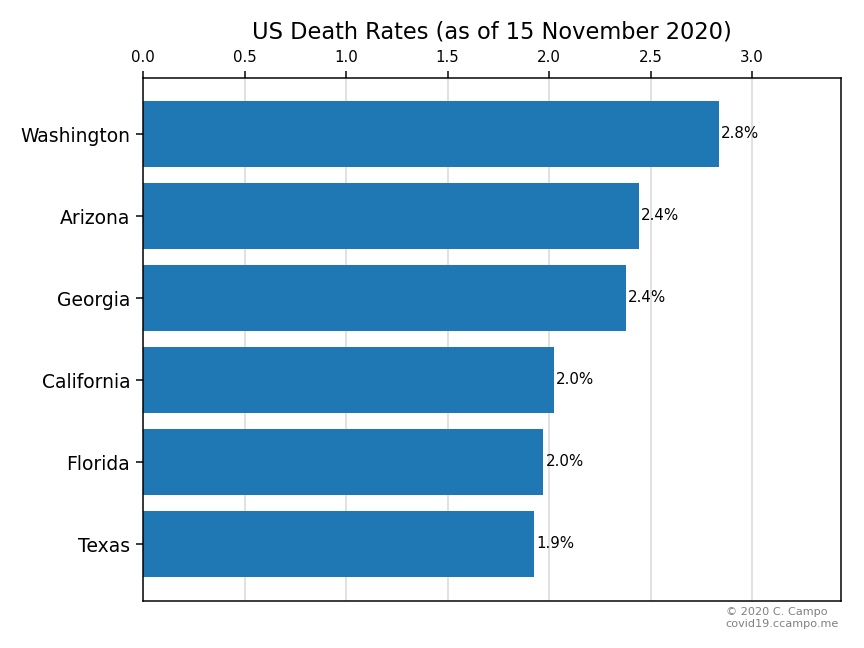 US Death Rates (as of 15 November 2020)
0.0 0.5 1.0 1.5 2.0 2.5 3.0
Washington 2.8%
Arizona 2.4%
Georgia 2.4%
California 2.0%
Florida 2.0%
Texas 1.9%
© 2020 C. Campo
covid19.ccampo.me